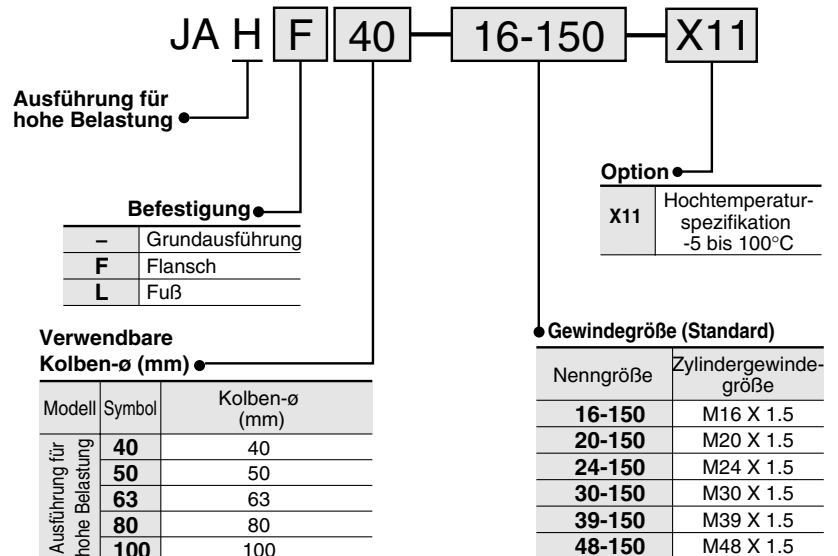 JA H F 40 16-150 X11
Ausführung für
hohe Belastung
Option
X11 Hochtemperatur-
spezifikation
-5 bis 100°C
Befestigung
– Grundausführung
F Flansch
L Fuß
Verwendbare
Kolben-ø (mm)
Modell Symbol Kolben-ø
(mm)
Ausführung für
hohe Belastung
40 40
50 50
63 63
80 80
100 100
Gewindegröße (Standard)
Nenngröße Zylindergewinde-
größe
16-150 M16 X 1.5
20-150 M20 X 1.5
24-150 M24 X 1.5
30-150 M30 X 1.5
39-150 M39 X 1.5
48-150 M48 X 1.5